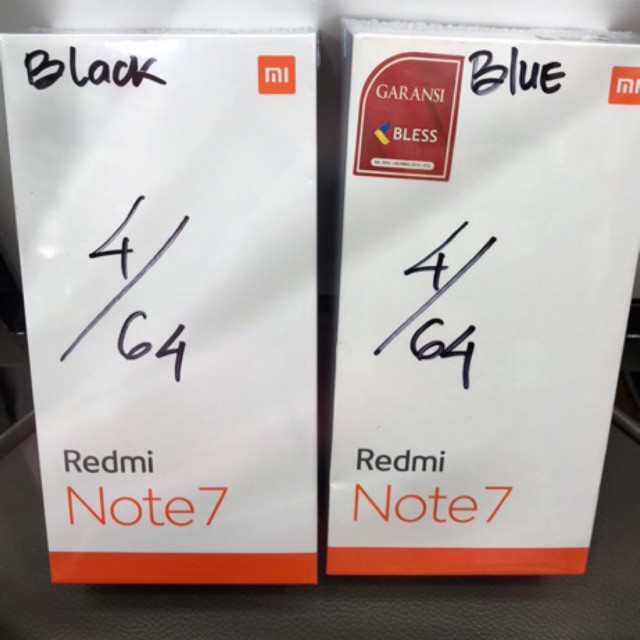 Black
mi
4/64
Redmi
Note7
GARANSI
BLESS
Blue
mi
4/64
Redmi
Note7